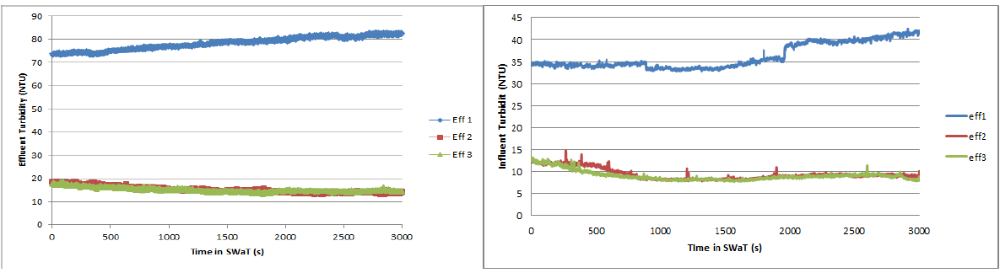 90
80
70
60
50
40
30
20
10
0
Effluent Turbidity (NTU)
0 500 1000 1500 2000 2500 3000
Time in SWaT (s)
Eff 1
Eff 2
Eff 3
45
40
35
30
25
20
15
10
5
0
Influent Turbidit (NTU)
0 500 1000 1500 2000 2500 3000
TIme in SWaT (s)
eff1
eff2
eff3